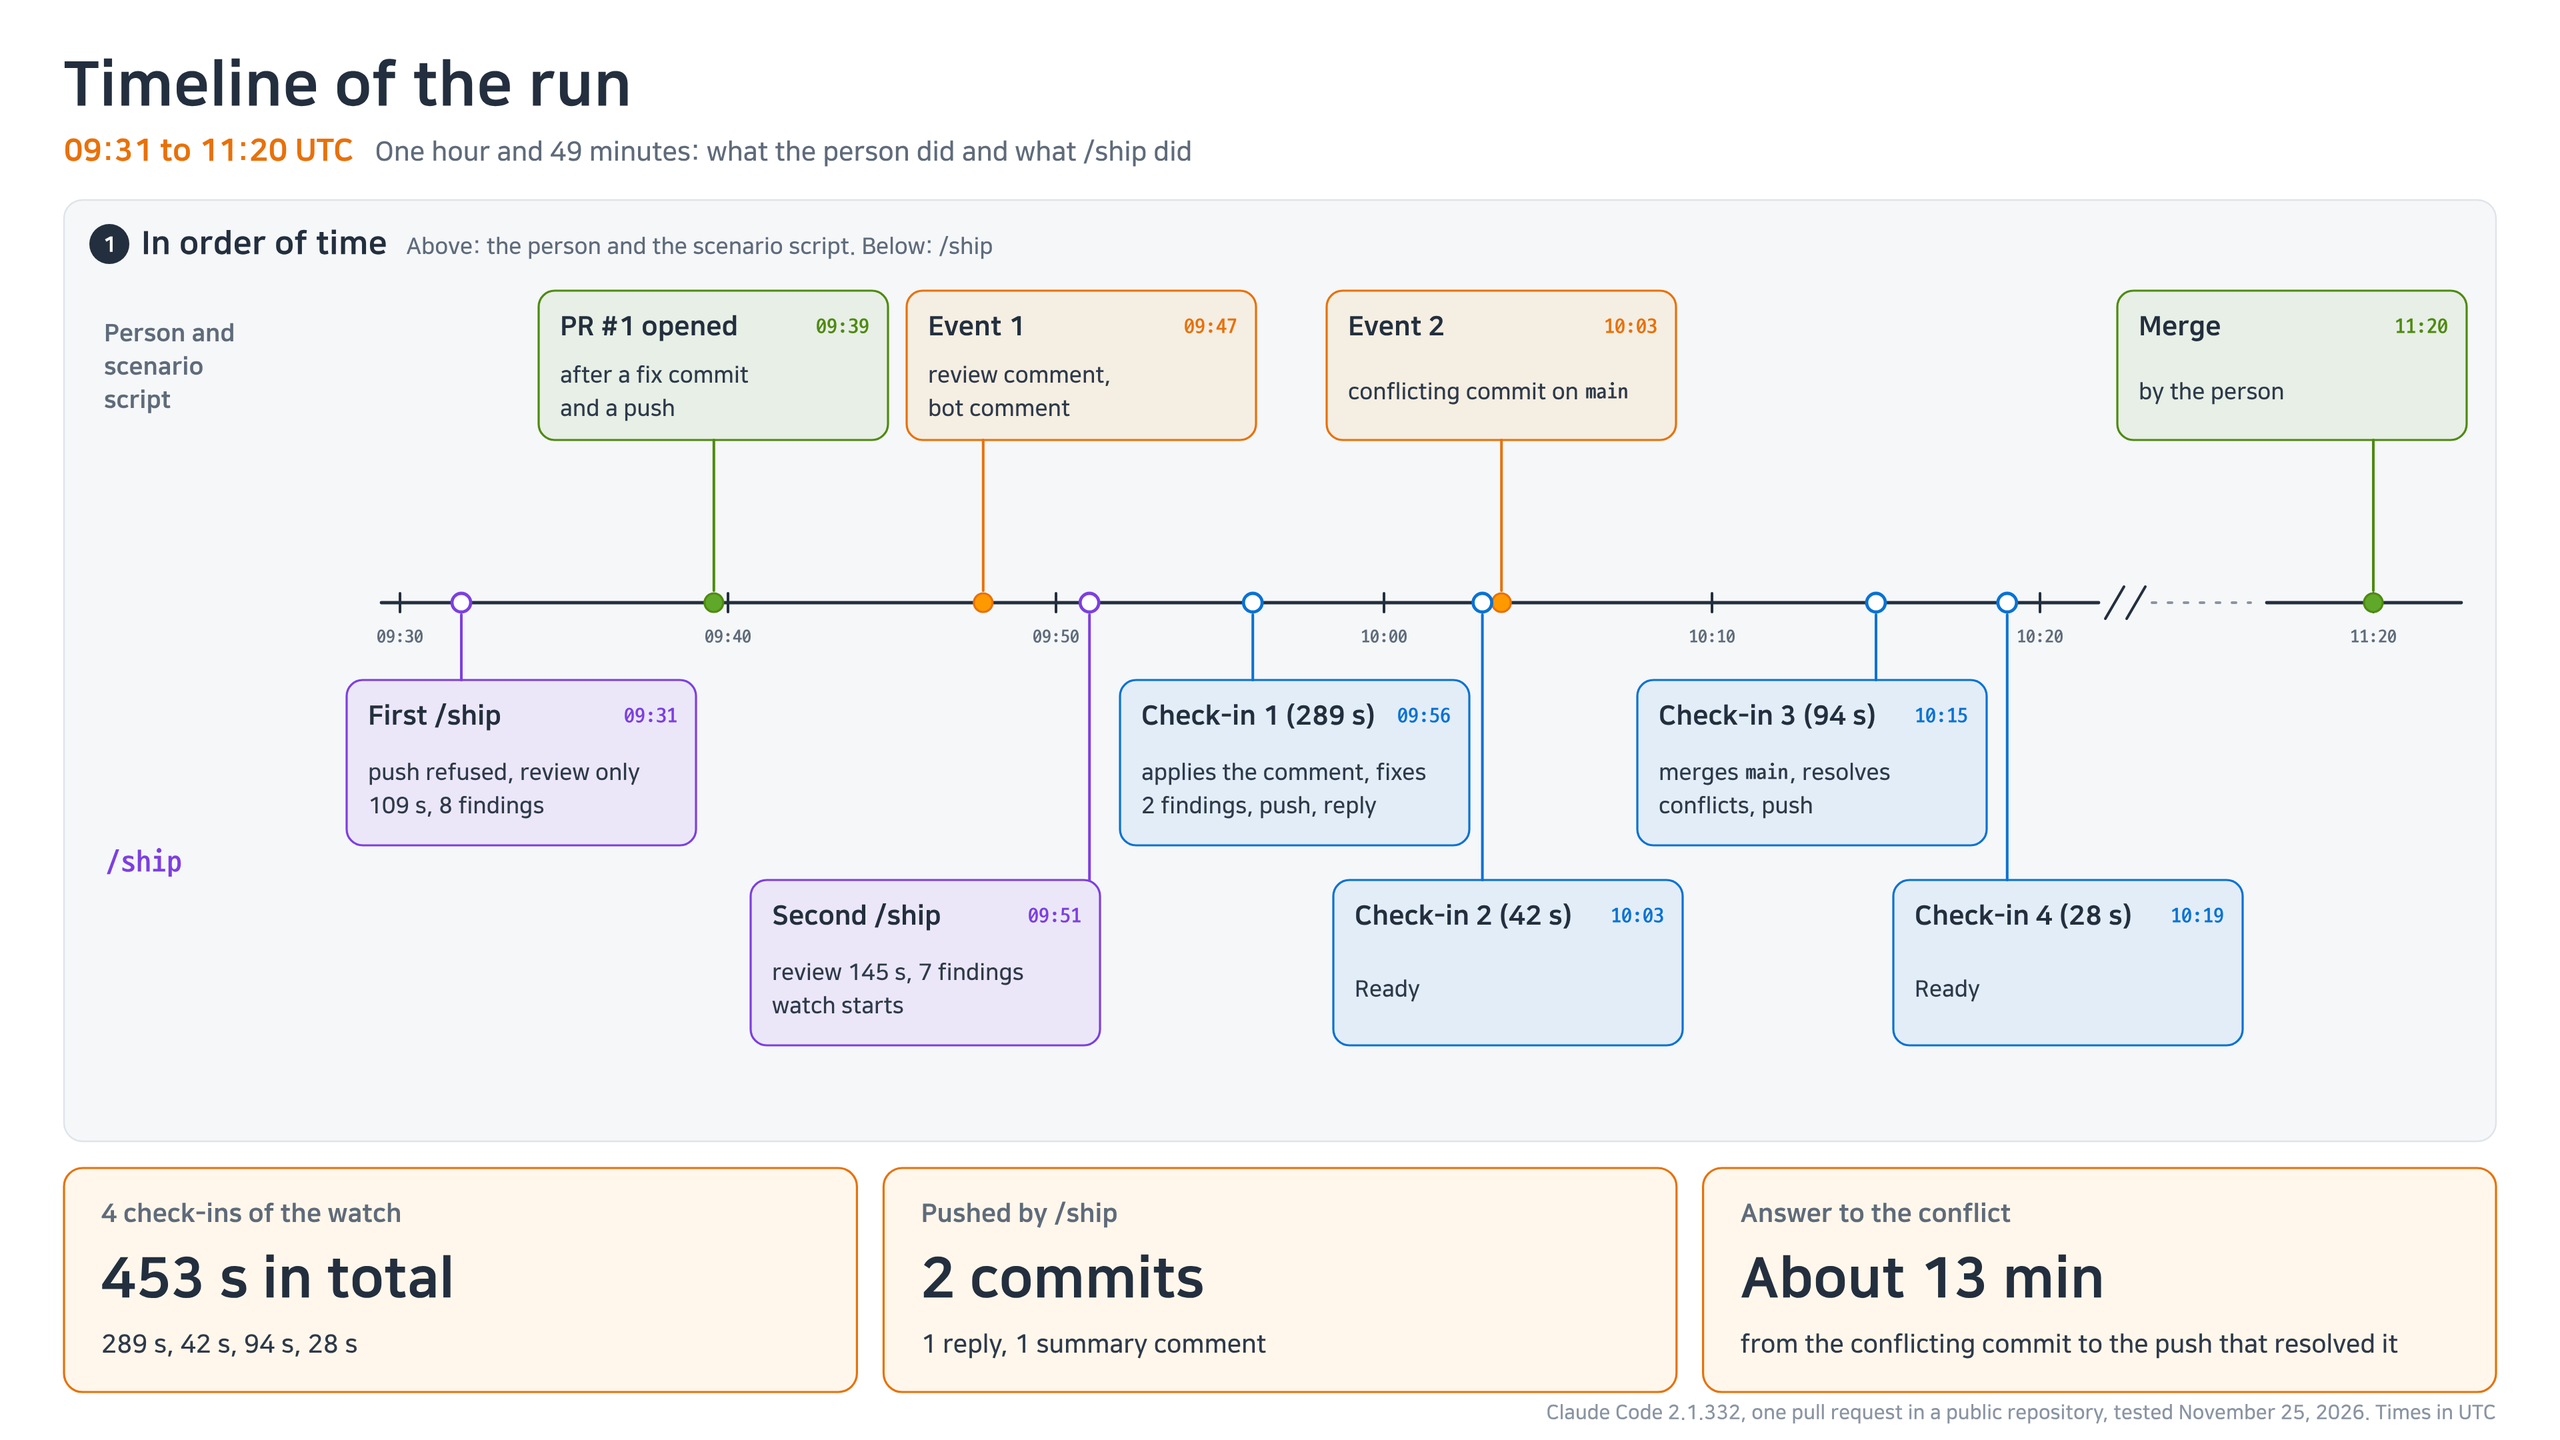 Timeline of the run
09:31 to 11:20 UTC One hour and 49 minutes: what the person did and what /ship did
1 In order of time Above: the person and the scenario script. Below: /ship
Person and
scenario
script
PR #1 opened 09:39
after a fix commit
and a push
Event 1 09:47
review comment,
bot comment
Event 2 10:03
conflicting commit on main
Merge 11:20
by the person
09:30 09:40 09:50 10:00 10:10 10:20 11:20
/ship
First /ship 09:31
push refused, review only
109 s, 8 findings
Second /ship 09:51
review 145 s, 7 findings
watch starts
Check-in 1 (289 s) 09:56
applies the comment, fixes
2 findings, push, reply
Check-in 2 (42 s) 10:03
Ready
Check-in 3 (94 s) 10:15
merges main, resolves
conflicts, push
Check-in 4 (28 s) 10:19
Ready
4 check-ins of the watch
453 s in total
289 s, 42 s, 94 s, 28 s
Pushed by /ship
2 commits
1 reply, 1 summary comment
Answer to the conflict
About 13 min
from the conflicting commit to the push that resolved it
Claude Code 2.1.332, one pull request in a public repository, tested November 25, 2026. Times in UTC